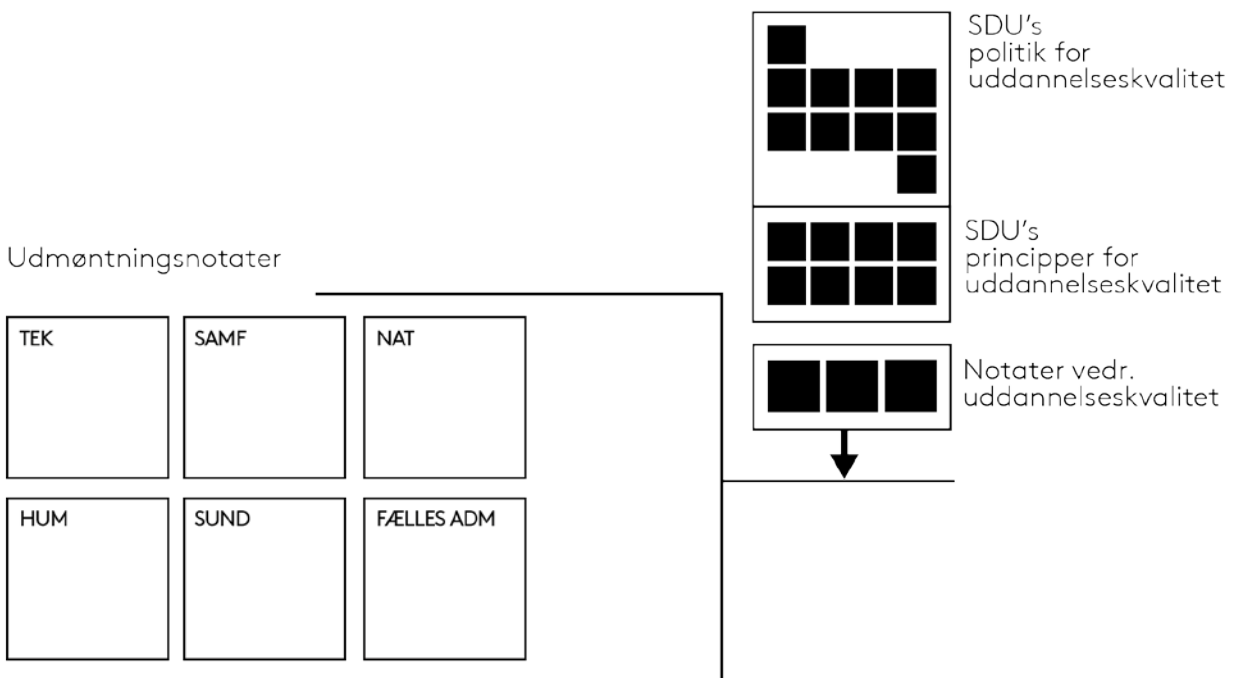 SDU's
politik for
uddannelseskvalitet
SDU's
principper for
uddannelseskvalitet
Notater vedr.
uddannelseskvalitet
Udmøntningsnotater
TEK
SAMF
NAT
HUM
SUND
FÆLLES ADM